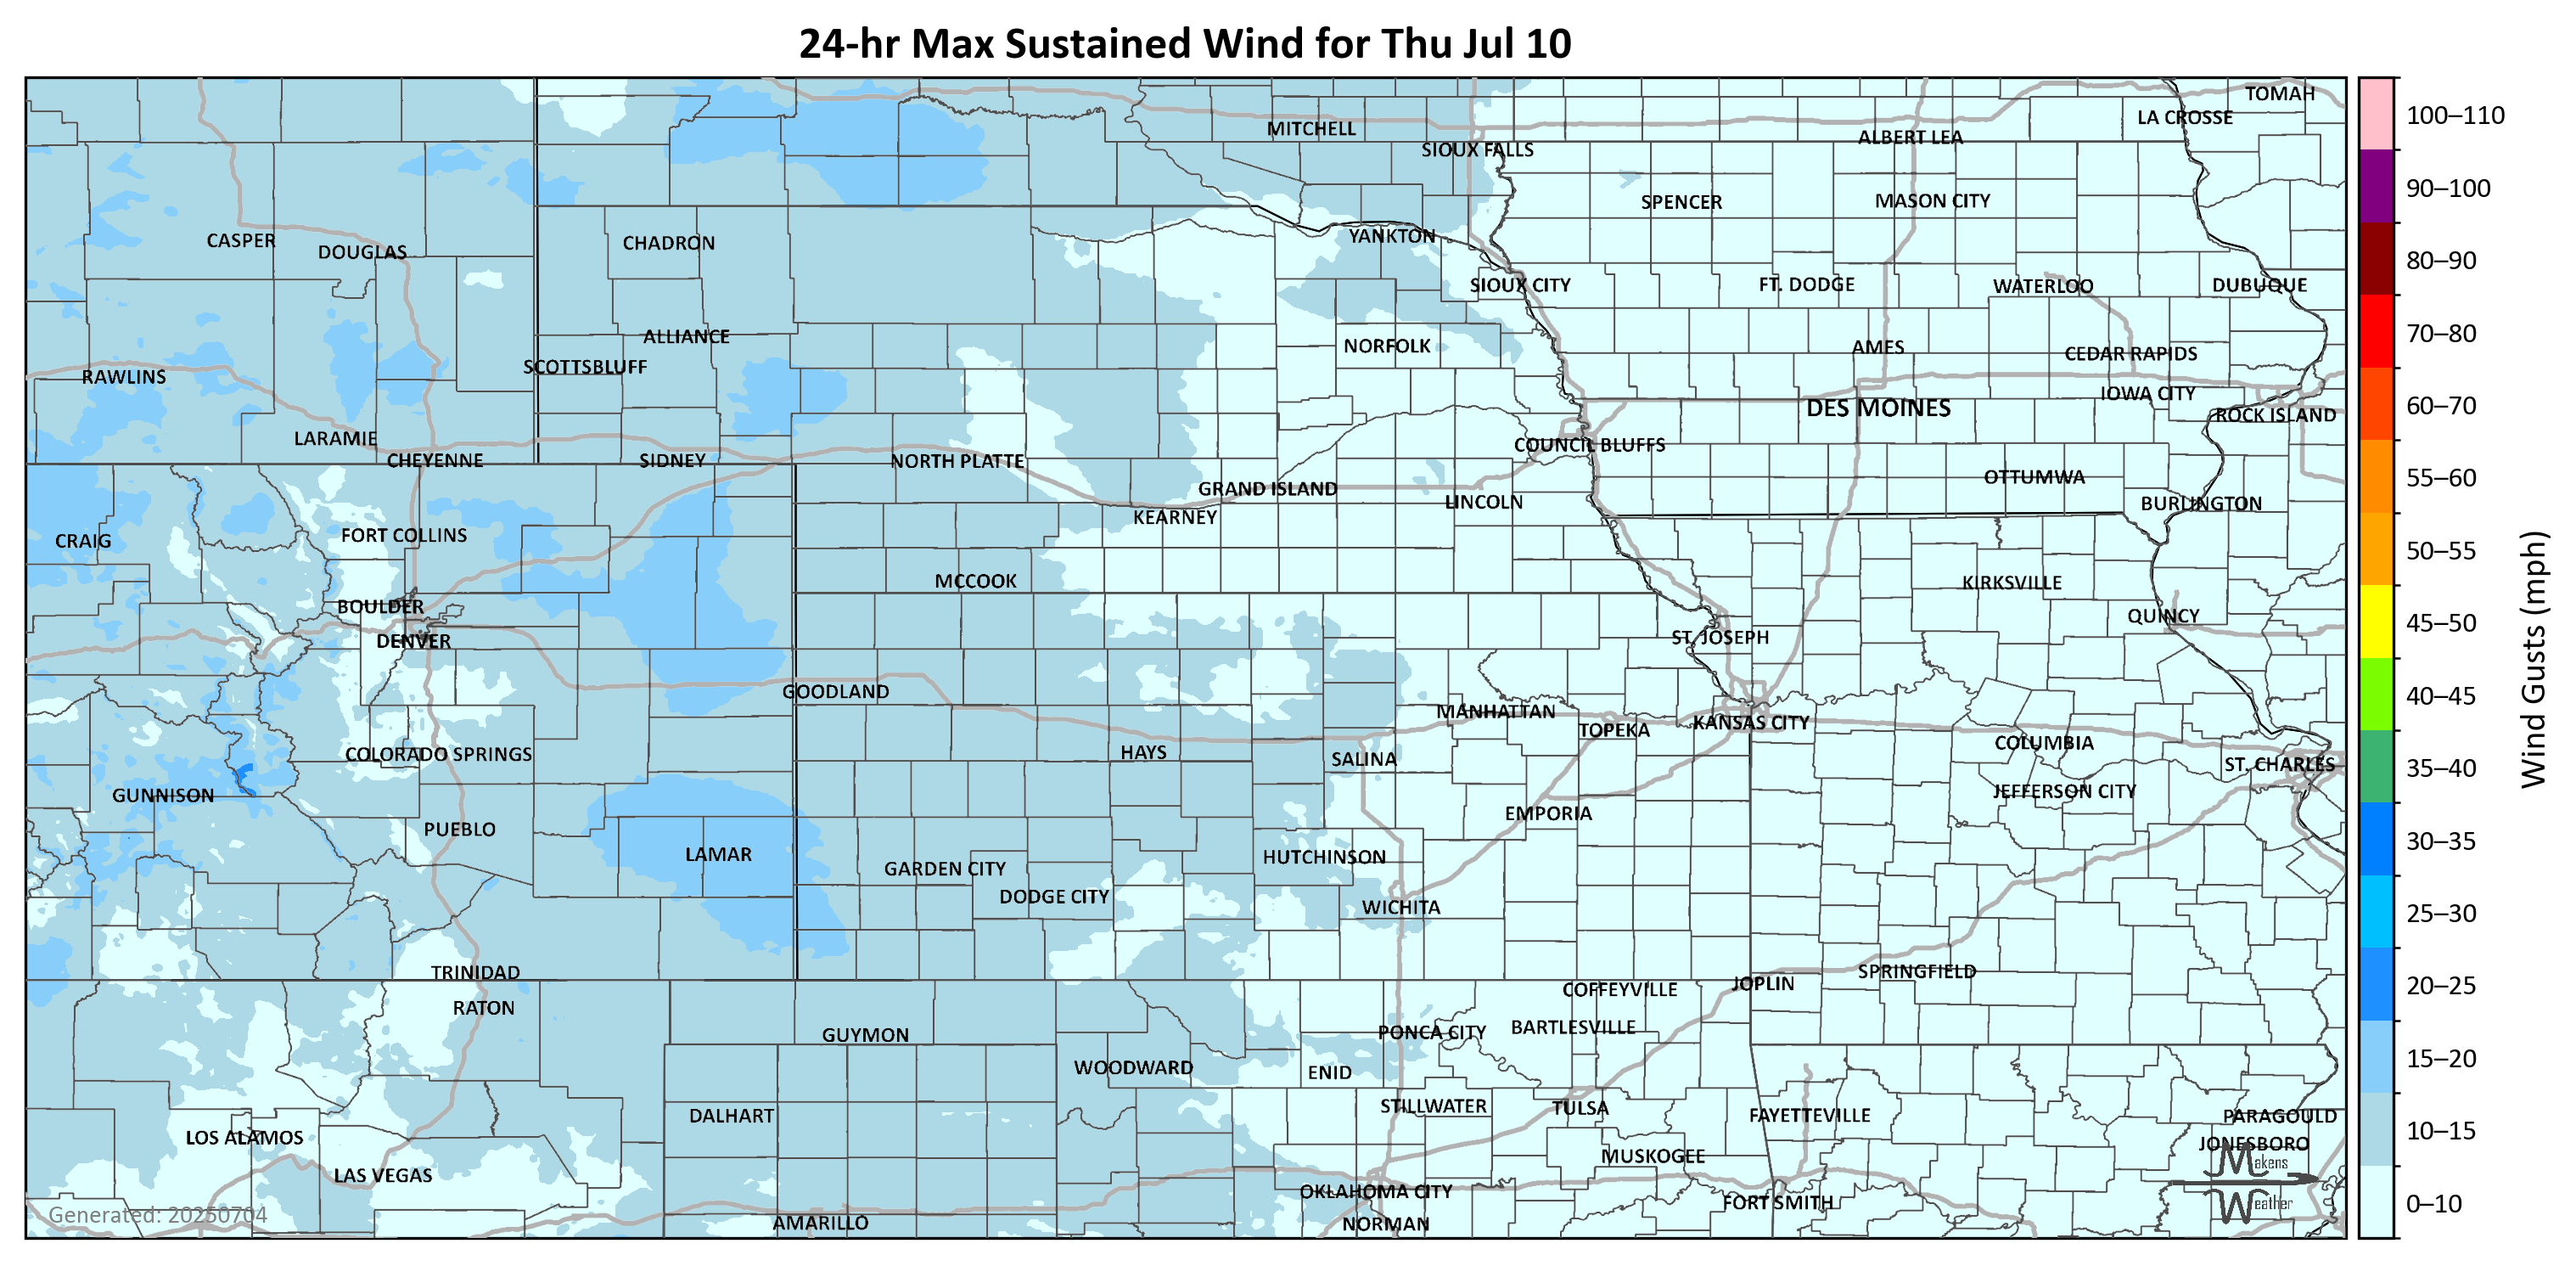 24-hr Max Sustained Wind for Thu Jul 10
TOMAH
LA CROSSE
MITCHELL
ALBERT LEA
SIOUX FALLS
SPENCER
MASON CITY
CASPER
DOUGLAS
CHADRON
YANKTON
SIOUX CITY
FT. DODGE
WATERLOO
DUBUQUE
ALLIANCE
NORFOLK
AMES
CEDAR RAPIDS
SCOTTSBLUFF
RAWLINS
IOWA CITY
DES MOINES
ROCK ISLAND
LARAMIE
COUNCIL BLUFFS
CHEYENNE
SIDNEY
NORTH PLATTE
OTTUMWA
GRAND ISLAND
LINCOLN
BURLINGTON
KEARNEY
FORT COLLINS
CRAIG
MCCOOK
KIRKSVILLE
BOULDER
QUINCY
DENVER
ST. JOSEPH
GOODLAND
MANHATTAN
TOPEKA
KANSAS CITY
COLUMBIA
COLORADO SPRINGS
HAYS
SALINA
ST. CHARLES
GUNNISON
JEFFERSON CITY
EMPORIA
PUEBLO
LAMAR
HUTCHINSON
GARDEN CITY
DODGE CITY
WICHITA
TRINIDAD
SPRINGFIELD
JOPLIN
COFFEYVILLE
RATON
BARTLESVILLE
PONCA CITY
GUYMON
WOODWARD
ENID
STILLWATER
TULSA
DALHART
FAYETTEVILLE
PARAGOULD
LOS ALAMOS
JONESBORO
MUSKOGEE
LAS VEGAS
OKLAHOMA CITY
FORT SMITH
AMARILLO
NORMAN
Generated: 20250704
Makens
Weather
100–110
90–100
80–90
70–80
60–70
55–60
50–55
45–50
40–45
35–40
30–35
25–30
20–25
15–20
10–15
0–10
Wind Gusts (mph)